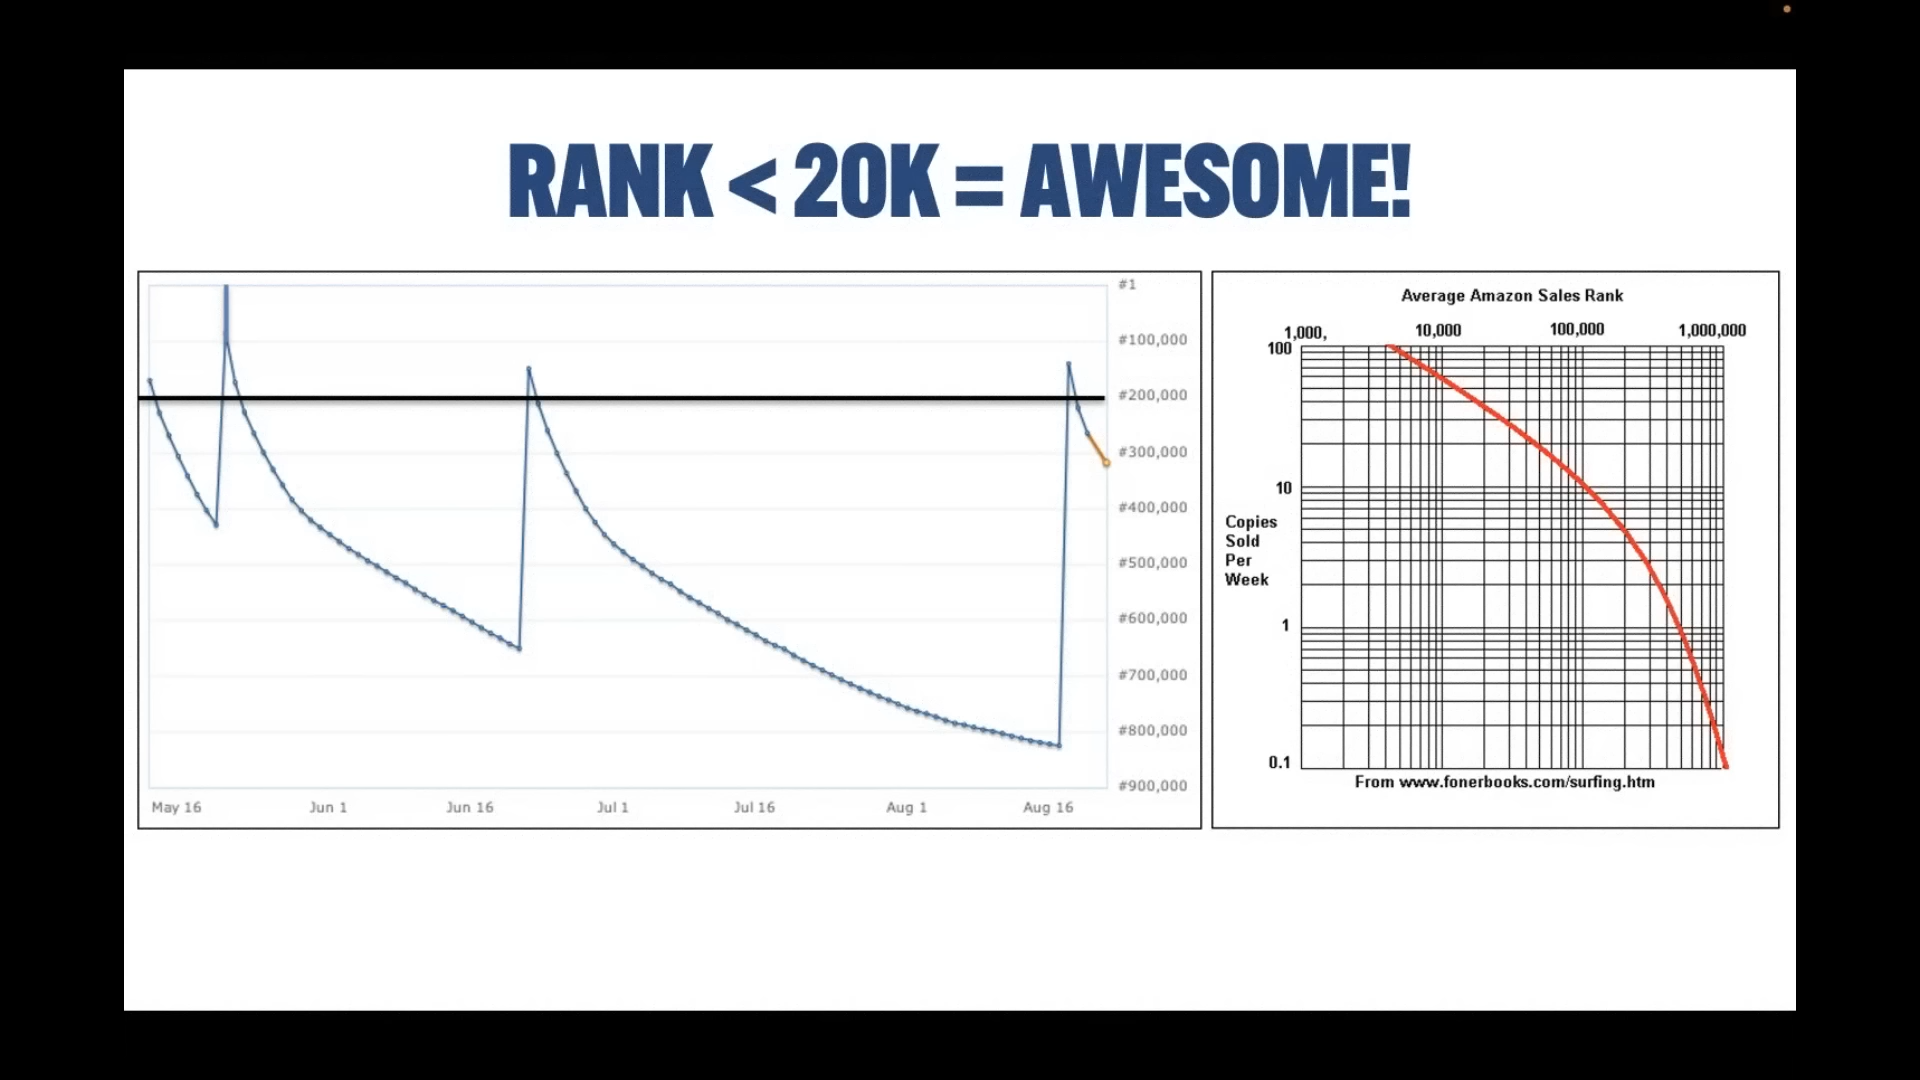 RANK < 20K = AWESOME!
#1
#100,000
#200,000
#300,000
#400,000
#500,000
#600,000
#700,000
#800,000
#900,000
May 16
Jun 1
Jun 16
Jul 1
Jul 16
Aug 1
Aug 16
Average Amazon Sales Rank
1,000,
10,000
100,000
1,000,000
100
10
1
0.1
Copies
Sold
Per
Week
From www.fonerbooks.com/surfing.htm